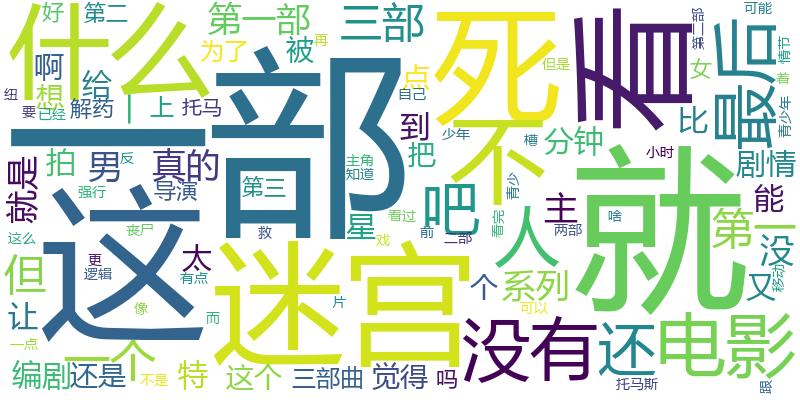 好
第二
第一部
三部
什么
为了
被
再
死
看
第二部
可能
最后
善
情节
啊
想
给
点
但是
女
纽
要
已经
解药
上
托马
一部
自己
不
比
青少年
到
少年
槽
分钟
就是
拍
男
反
真的
主角
知道
把
小时
剧情
导演
第三
吧
青少
主
能
强行
就
这
星
看过
看完
人
啥
第一
这么
丧尸
救
戏
俞
二部
两部
没
但
更
逻辑
太
有点
迷宫
个
系列
又
移动
让
像
而
片
可以
没有
还
电影
一点
一个
编剧
还是
不是
特
这个
三部曲
觉得
吗
托马斯
跟